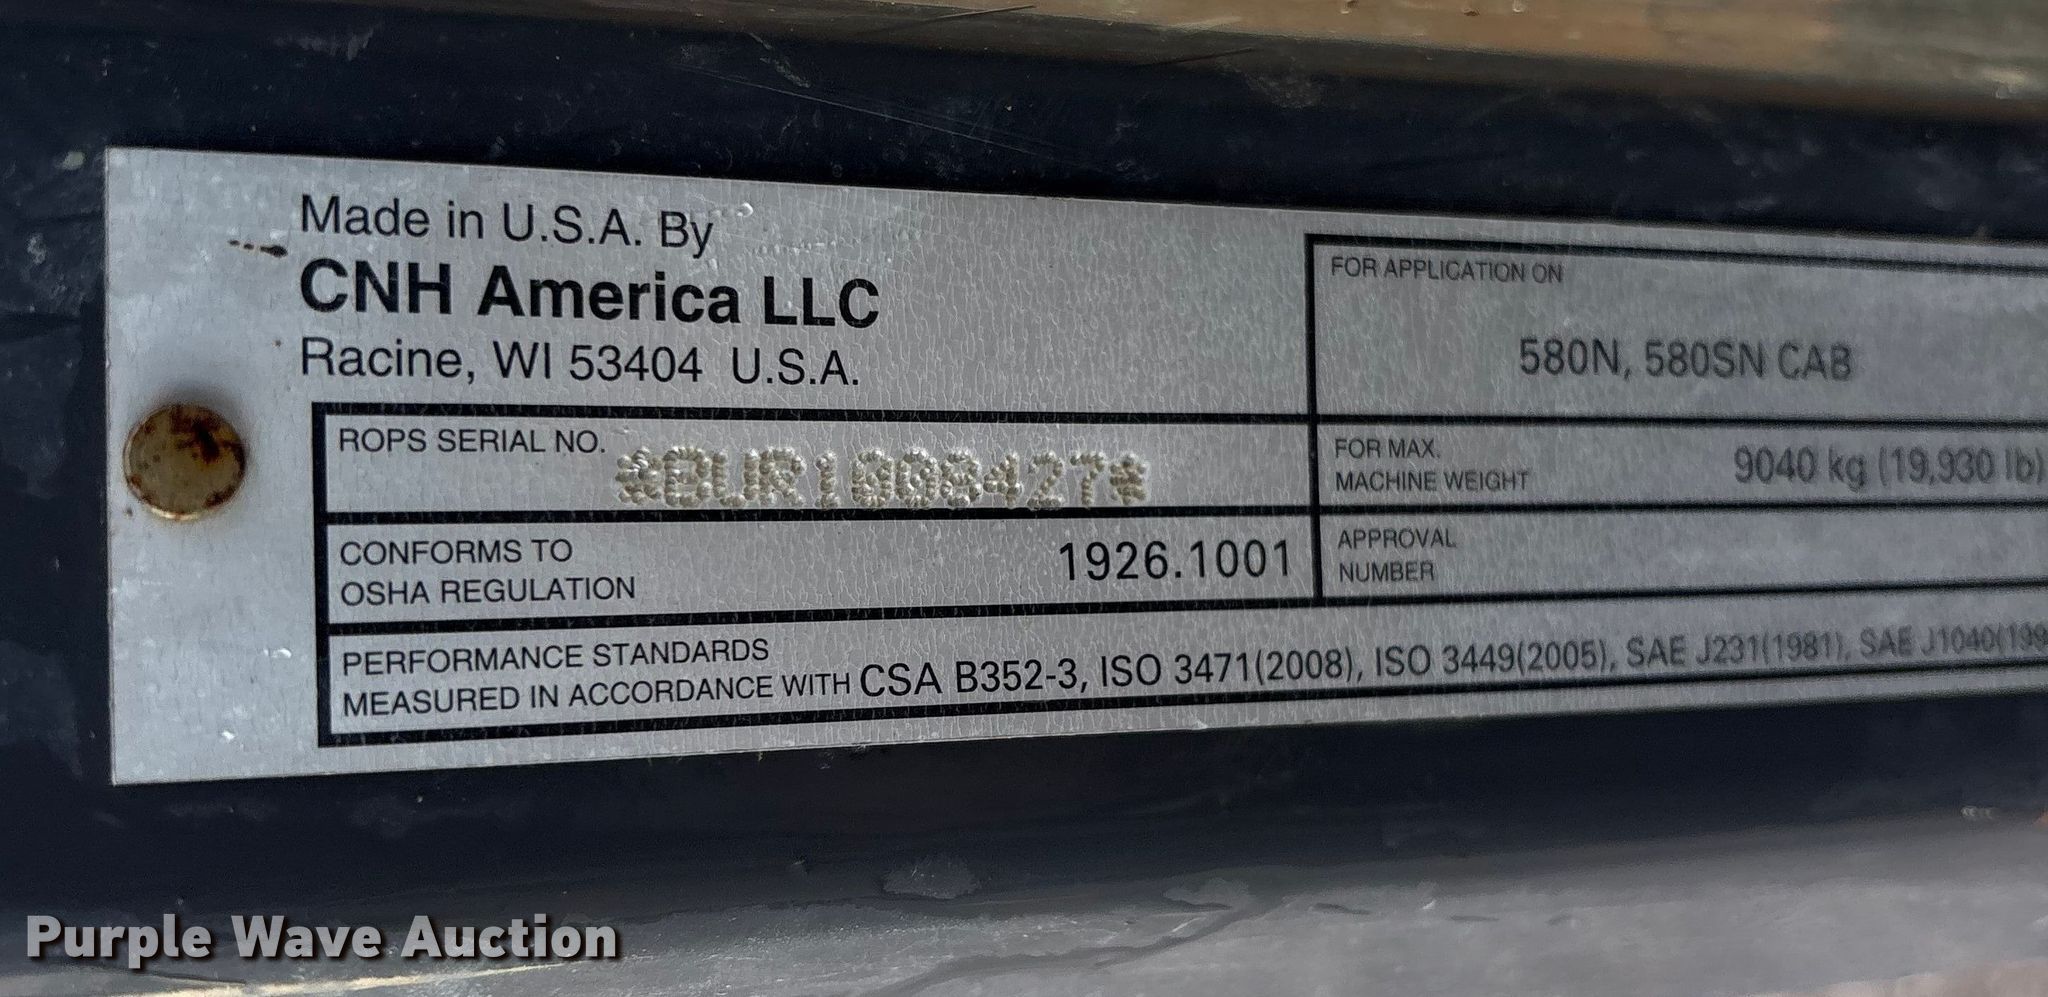 Made in U.S.A. By
CNH America LLC
Racine, WI 53404 U.S.A.
ROPS SERIAL NO. *BUR1008427*
CONFORMS TO
OSHA REGULATION 1926.1001
FOR APPLICATION ON
580N, 580SN CAB
FOR MAX.
MACHINE WEIGHT 9040 kg (19,930 lb)
APPROVAL
NUMBER
PERFORMANCE STANDARDS
MEASURED IN ACCORDANCE WITH CSA B352-3, ISO 3471(2008), ISO 3449(2005), SAE J231(1981), SAE J1040(199
Purple Wave Auction